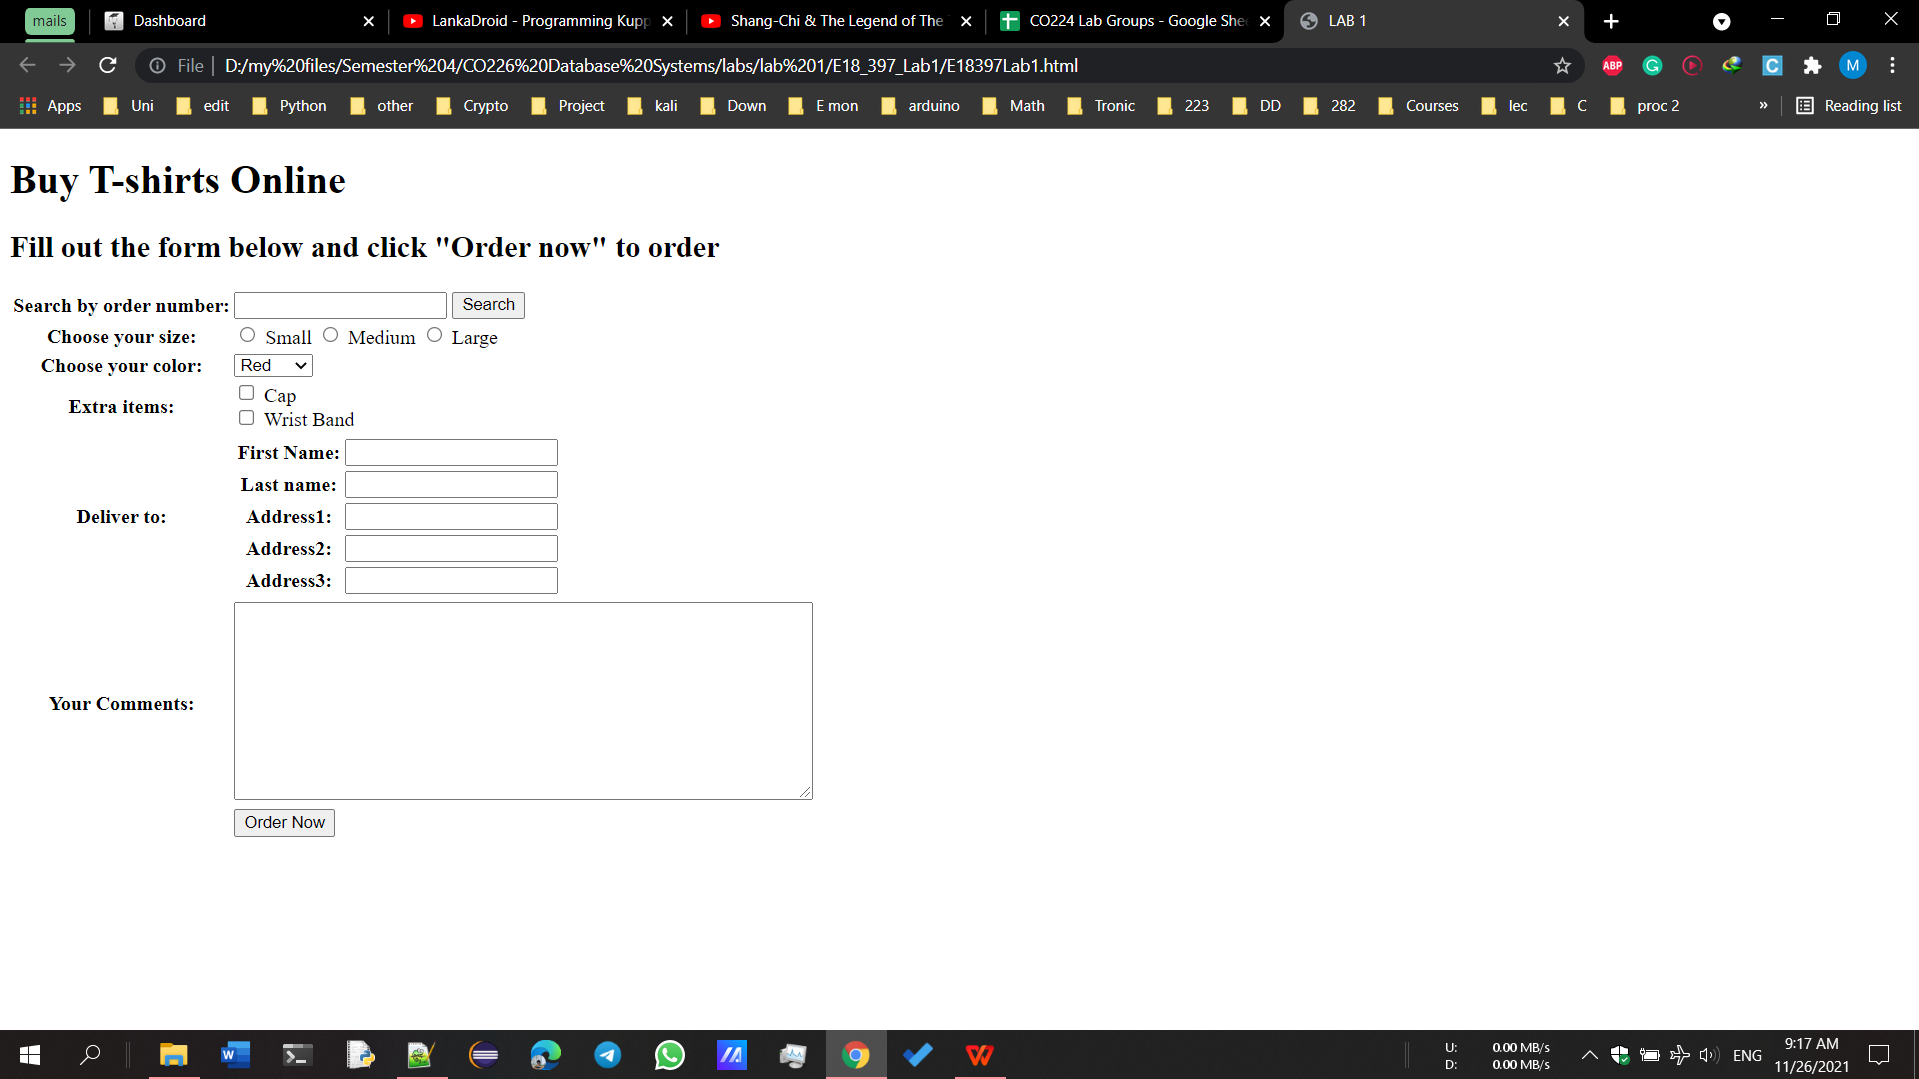 mails
Dashboard
LankaDroid - Programming Kupp
Shang-Chi & The Legend of The
CO224 Lab Groups - Google She
LAB 1
File
D:/my%20files/Semester%204/CO226%20Database%20Systems/labs/lab%201/E18_397_Lab1/E18397Lab1.html
ABP
G
C
M
Apps
Uni
edit
Python
other
Crypto
Project
kali
Down
E mon
arduino
Math
Tronic
223
DD
282
Courses
lec
C
proc 2
»
Reading list
Buy T-shirts Online
Fill out the form below and click "Order now" to order
Search by order number:
Search
Choose your size:
Small
Medium
Large
Choose your color:
Red
Extra items:
Cap
Wrist Band
Deliver to:
First Name:
Last name:
Address1:
Address2:
Address3:
Your Comments:
Order Now
U: 0.00 MB/s
D: 0.00 MB/s
ENG
9:17 AM
11/26/2021